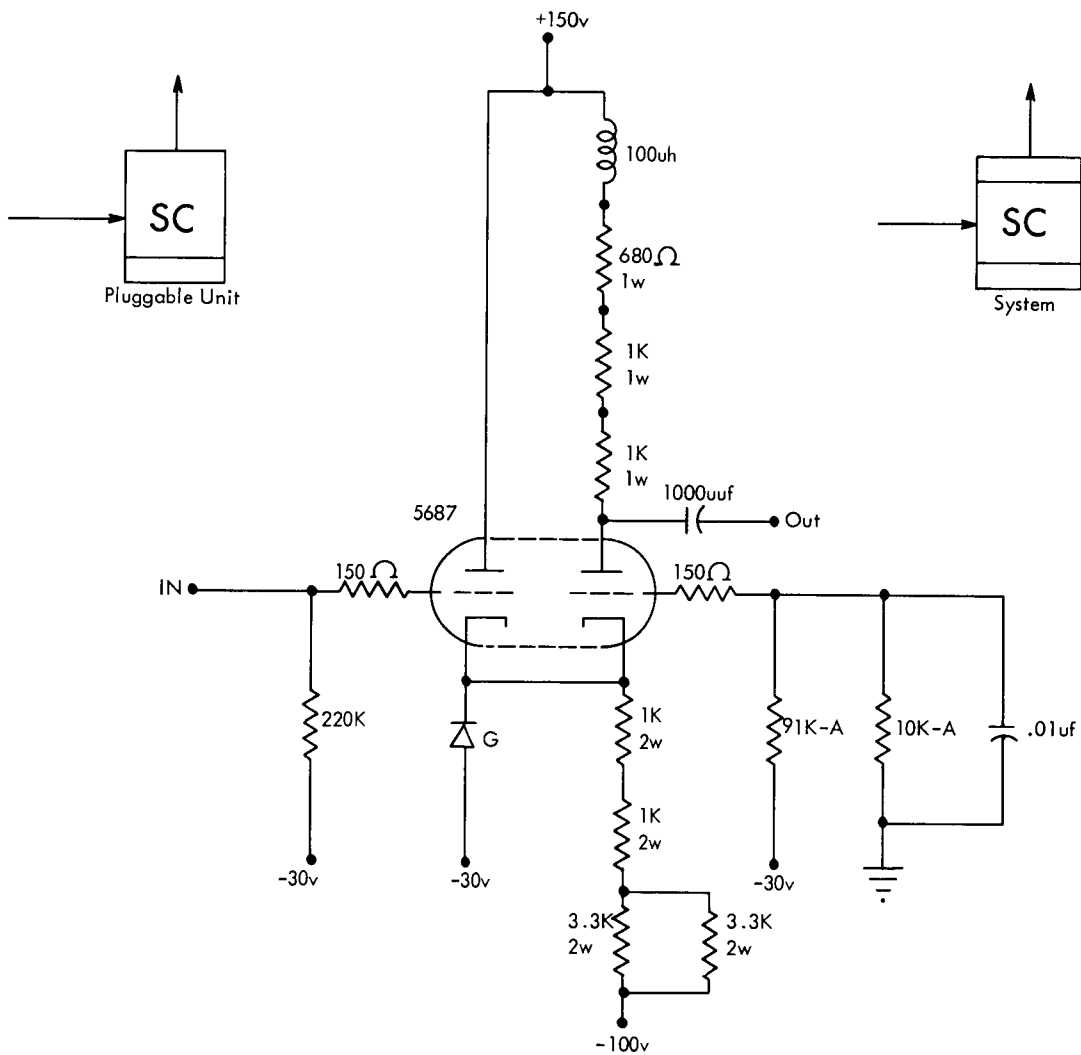 +150v
100uh
SC
SC
Pluggable Unit
System
680Ω
1w
1K
1w
1K
1w
1000uuf
5687
Out
150Ω
150Ω
IN
220K
G
1K
2w
91K-A
10K-A
.01uf
1K
2w
-30v
-30v
-30v
3.3K
2w
3.3K
2w
-100v